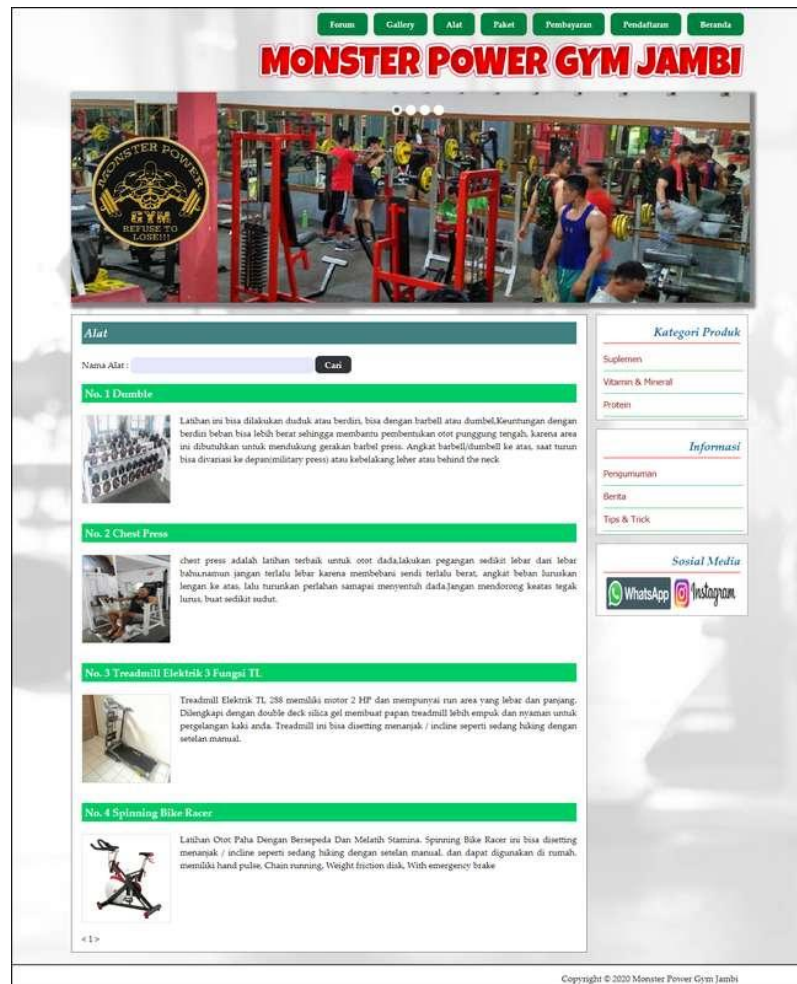 Forum Gallery Alat Paket Pembayaran Pendaftaran Beranda
MONSTER POWER GYM JAMBI
MONSTER POWER
GYM
REFUSE TO
LOSE!!!
Alat
Nama Alat : Cari
No. 1 Dumble
Latihan ini bisa dilakukan duduk atau berdiri, bisa dengan barbell atau dumbel,Keuntungan dengan
berdiri beban bisa lebih berat sehingga membantu pembentukan otot punggung tengah, karena area
ini dibutuhkan untuk mendukung gerakan barbel press. Angkat barbell/dumbell ke atas, saat turun
bisa divariasi ke depan(military press) atau kebelakang leher atau behind the neck
No. 2 Chest Press
chest press adalah latihan terbaik untuk otot dada,lakukan pegangan sedikit lebar dari lebar
bahu,namun jangan terlalu lebar karena membebani sendi terlalu berat, angkat beban luruskan
lengan ke atas, lalu turunkan perlahan samapai menyentuh dada.Jangan mendorong keatas tegak
lurus, buat sedikit sudut.
No. 3 Treadmill Elektrik 3 Fungsi TL
Treadmill Elektrik TL 288 memiliki motor 2 HP dan mempunyai run area yang lebar dan panjang.
Dilengkapi dengan double deck silica gel membuat papan treadmill lebih empuk dan nyaman untuk
pergelangan kaki anda. Treadmill ini bisa disetting menanjak / incline seperti sedang hiking dengan
setelan manual.
No. 4 Spinning Bike Racer
Latihan Otot Paha Dengan Bersepeda Dan Melatih Stamina. Spinning Bike Racer ini bisa disetting
menanjak / incline seperti sedang hiking dengan setelan manual. dan dapat digunakan di rumah.
memiliki hand pulse, Chain running, Weight friction disk, With emergency brake
< 1 >
Kategori Produk
Suplemen
Vitamin & Mineral
Protein
Informasi
Pengumuman
Berita
Tips & Trick
Sosial Media
WhatsApp Instagram
Copyright © 2020 Monster Power Gym Jambi